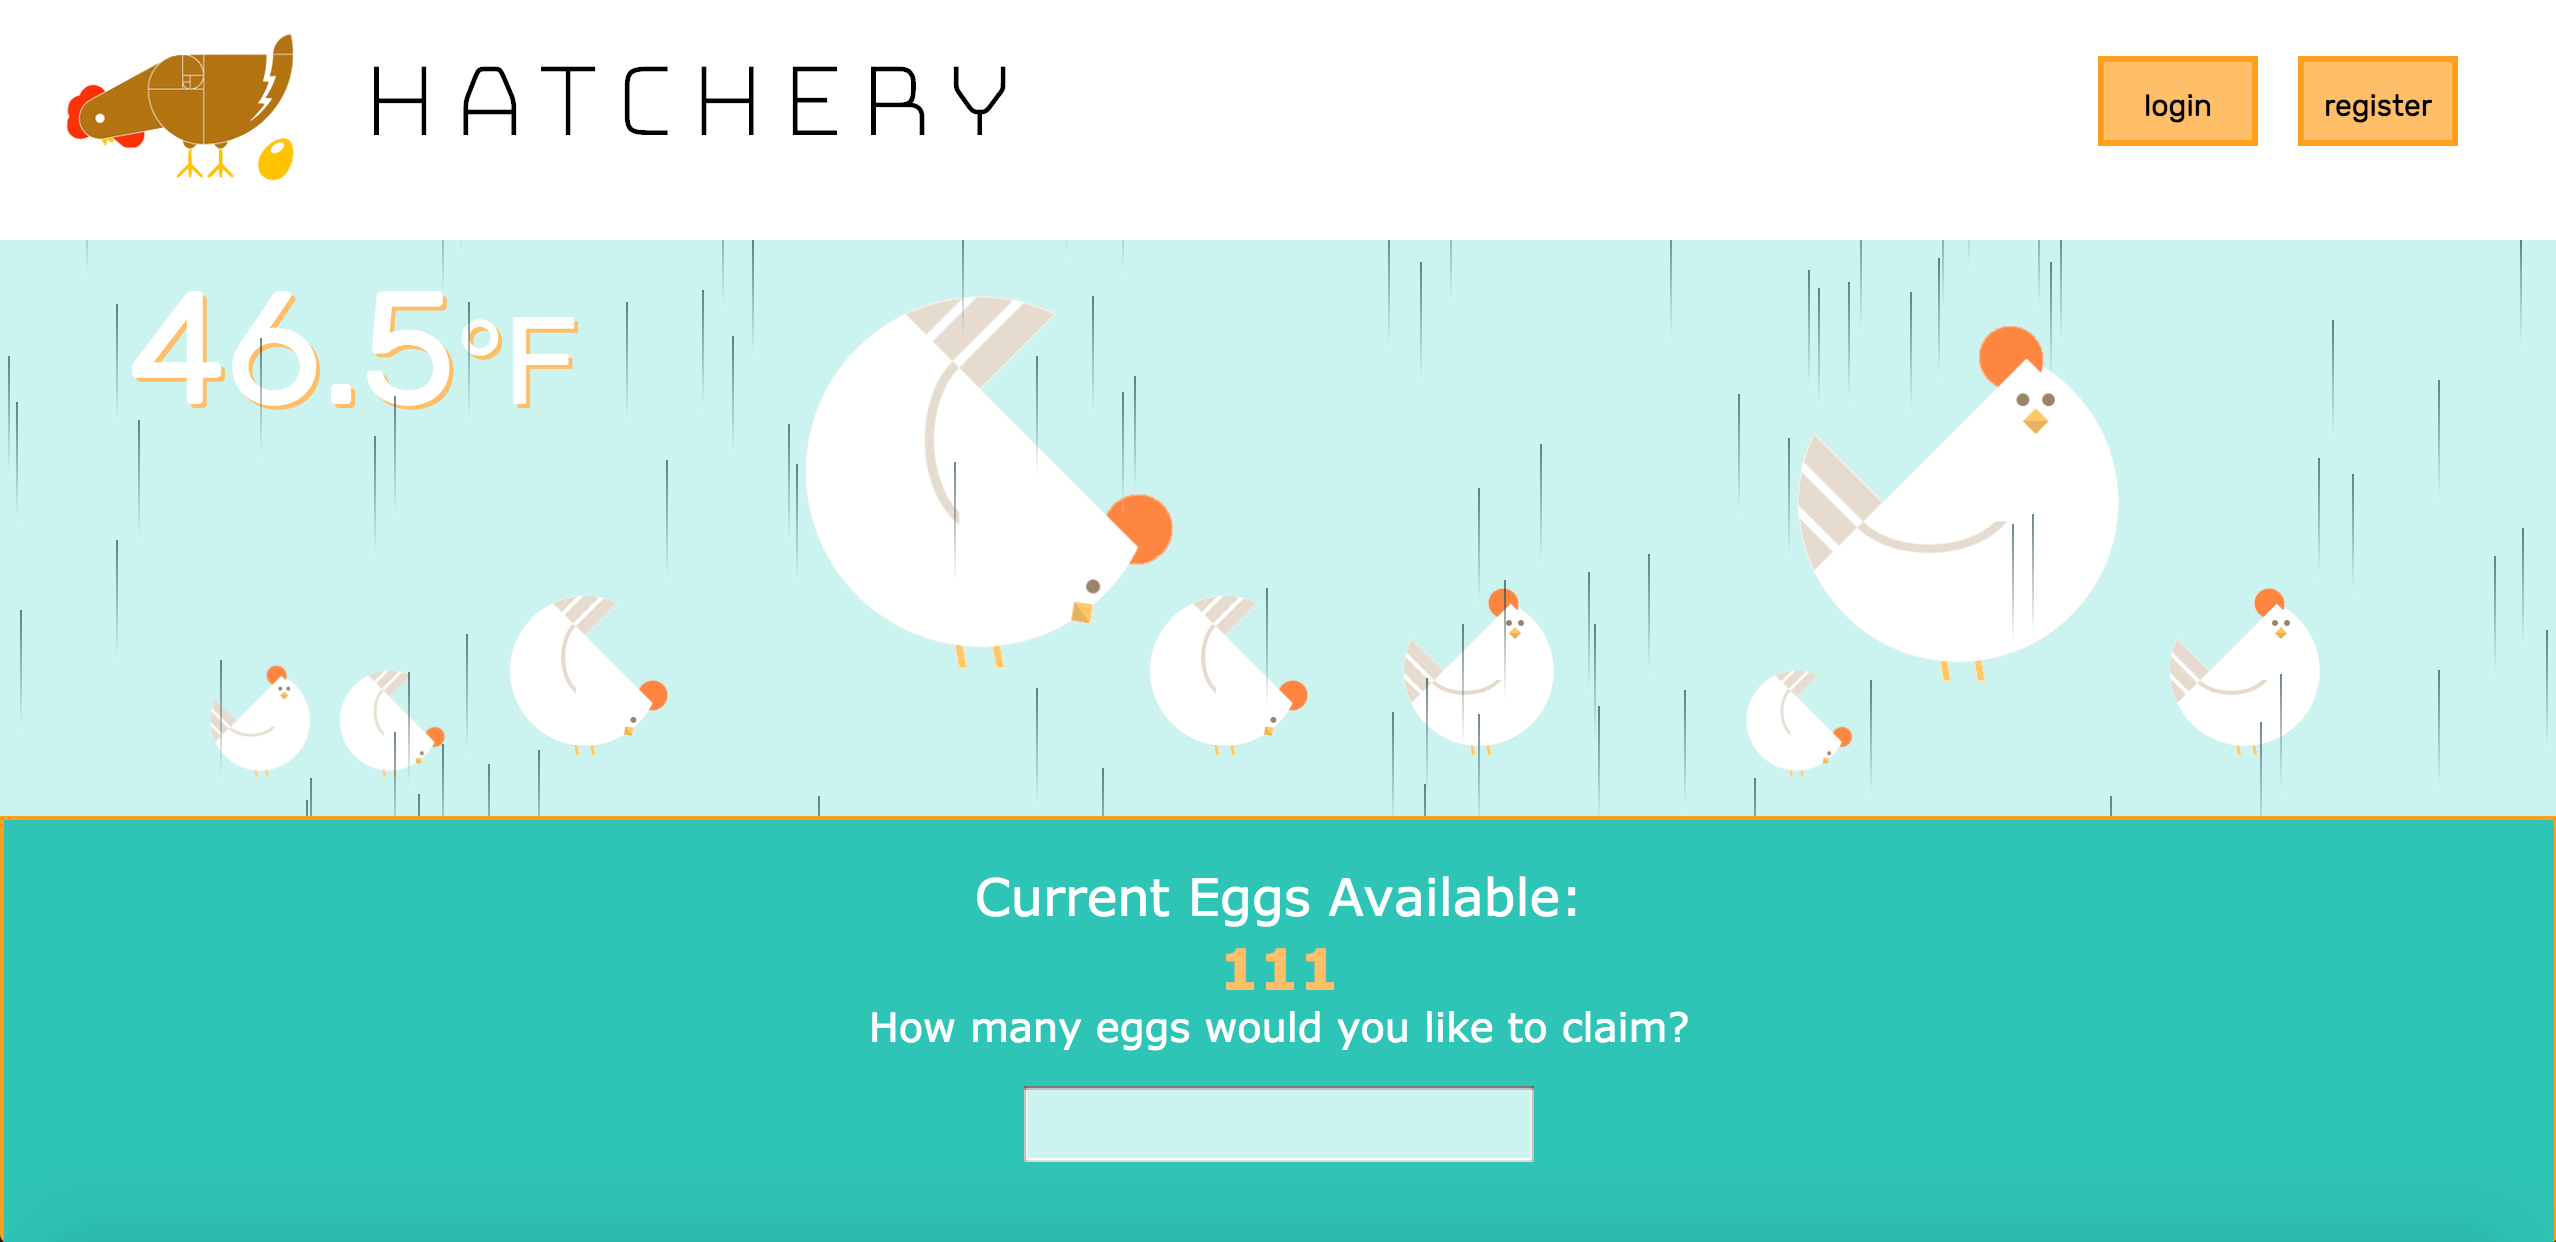 HATCHERY
login
register
46.5°F
Current Eggs Available:
111
How many eggs would you like to claim?